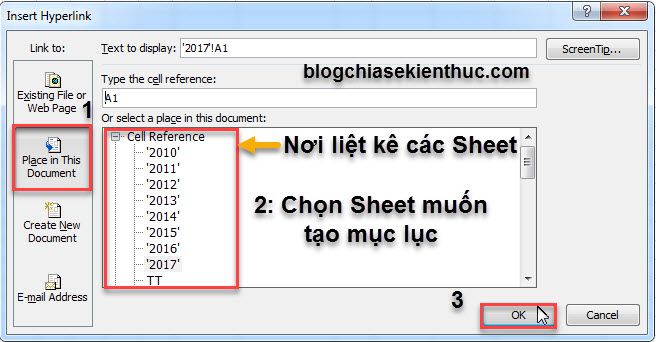 Insert Hyperlink
Link to:
Text to display:
'2017'!A1
ScreenTip...
blogchiasekienthuc.com
Existing File or
Web Page
1
Type the cell reference:
A1
Or select a place in this document:
Place in This
Document
Cell Reference
'2010'
'2011'
'2012'
'2013'
'2014'
'2015'
'2016'
'2017'
TT
Nơi liệt kê các Sheet
2: Chọn Sheet muốn
tạo mục lục
Create New
Document
E-mail Address
3
OK
Cancel